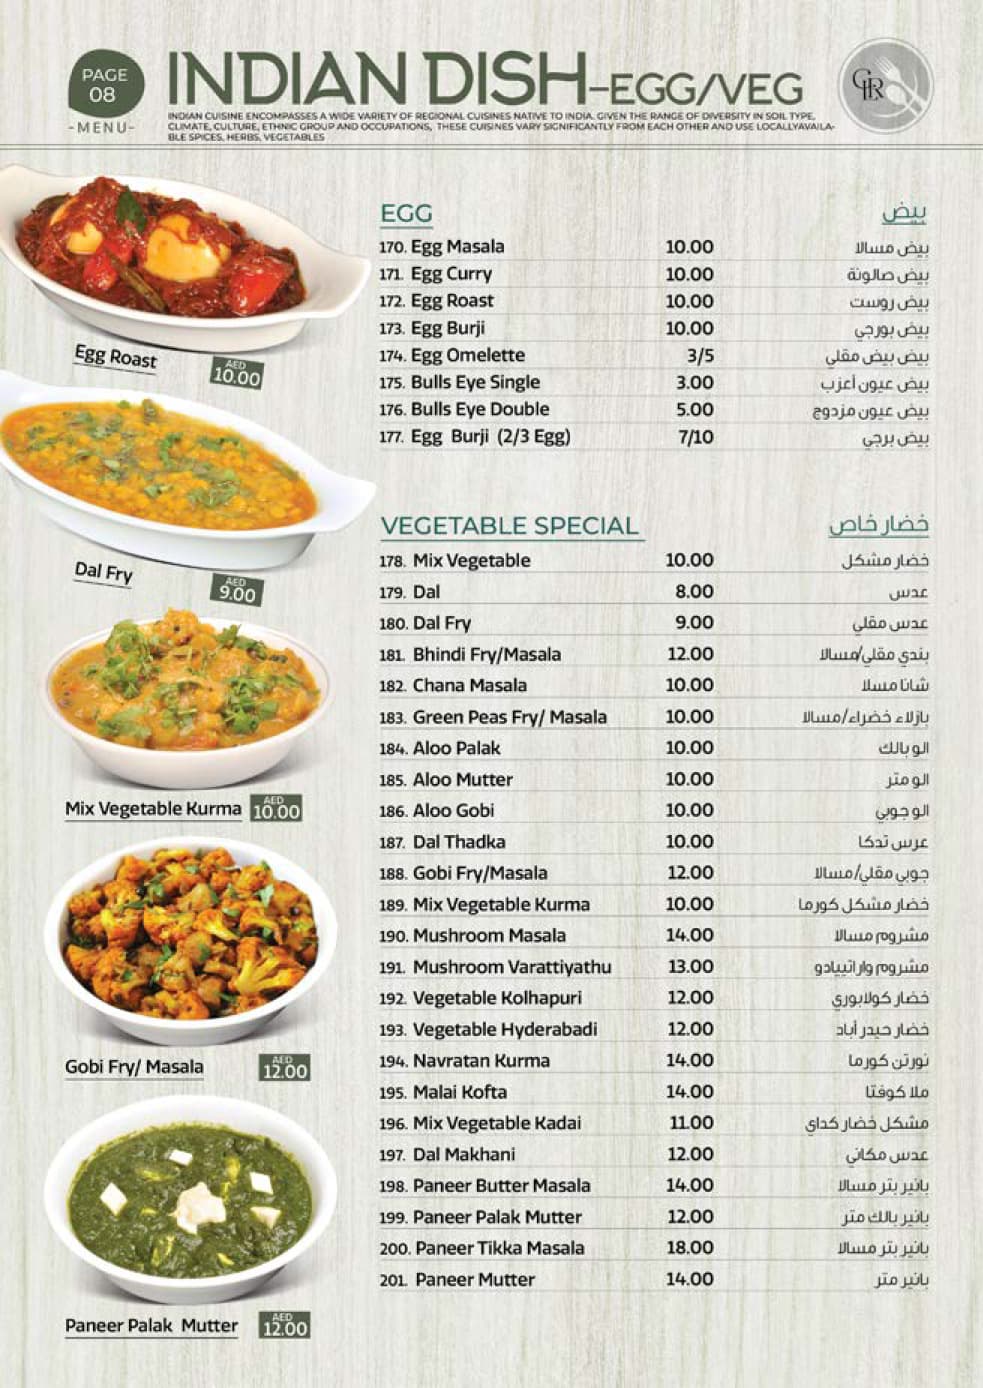 PAGE
08
-MENU-
INDIAN DISH-EGG/VEG
INDIAN CUISINE ENCOMPASSES A WIDE VARIETY OF REGIONAL CUISINES NATIVE TO INDIA. GIVEN THE RANGE OF DIVERSITY IN SOIL TYPE,
CLIMATE, CULTURE, ETHNIC GROUP AND OCCUPATIONS, THESE CUISINES VARY SIGNIFICANTLY FROM EACH OTHER AND USE LOCALLYAVAILA-
BLE SPICES, HERBS, VEGETABLES
Egg Roast AED 10.00
Dal Fry AED 9.00
Mix Vegetable Kurma AED 10.00
Gobi Fry/ Masala AED 12.00
Paneer Palak Mutter AED 12.00
EGG بيض
170. Egg Masala 10.00 بيض مسالا
171. Egg Curry 10.00 بيض صالونة
172. Egg Roast 10.00 بيض روست
173. Egg Burji 10.00 بيض بورجي
174. Egg Omelette 3/5 بيض بيض مقلي
175. Bulls Eye Single 3.00 بيض عيون أعزب
176. Bulls Eye Double 5.00 بيض عيون مزدوج
177. Egg Burji (2/3 Egg) 7/10 بيض برجي
VEGETABLE SPECIAL خضار خاص
178. Mix Vegetable 10.00 خضار مشكل
179. Dal 8.00 عدس
180. Dal Fry 9.00 عدس مقلي
181. Bhindi Fry/Masala 12.00 بندي مقلي/مسالا
182. Chana Masala 10.00 شانا مسلا
183. Green Peas Fry/ Masala 10.00 بازلاء خضراء/مسالا
184. Aloo Palak 10.00 الو بالك
185. Aloo Mutter 10.00 الو متر
186. Aloo Gobi 10.00 الو جوبي
187. Dal Thadka 10.00 عرس تدكا
188. Gobi Fry/Masala 12.00 جوبي مقلي/مسالا
189. Mix Vegetable Kurma 10.00 خضار مشكل كورما
190. Mushroom Masala 14.00 مشروم مسالا
191. Mushroom Varattiyathu 13.00 مشروم واراتييادو
192. Vegetable Kolhapuri 12.00 خضار كولابوري
193. Vegetable Hyderabadi 12.00 خضار حيدر أباد
194. Navratan Kurma 14.00 نورتن كورما
195. Malai Kofta 14.00 ملا كوفتا
196. Mix Vegetable Kadai 11.00 مشكل خضار كداي
197. Dal Makhani 12.00 عدس مكاني
198. Paneer Butter Masala 14.00 بانير بتر مسالا
199. Paneer Palak Mutter 12.00 بانير بالك متر
200. Paneer Tikka Masala 18.00 بانير بتر مسالا
201. Paneer Mutter 14.00 بانير متر